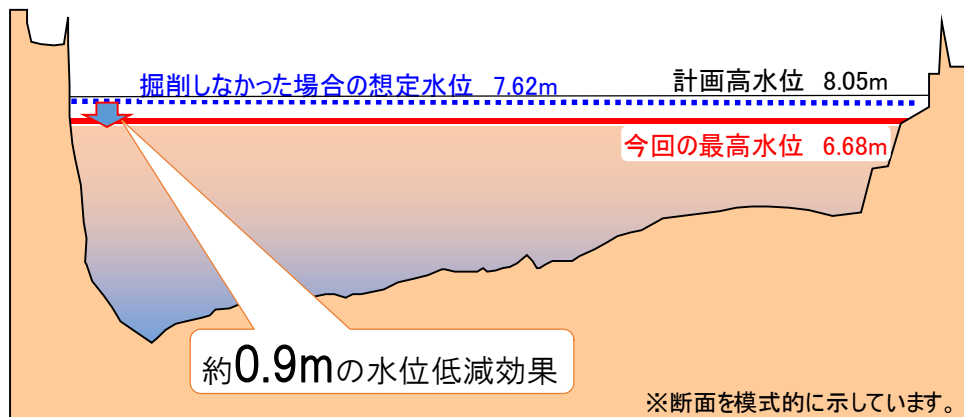 掘削しなかった場合の想定水位 7.62m
計画高水位 8.05m
今回の最高水位 6.68m
約0.9mの水位低減効果
※断面を模式的に示しています。